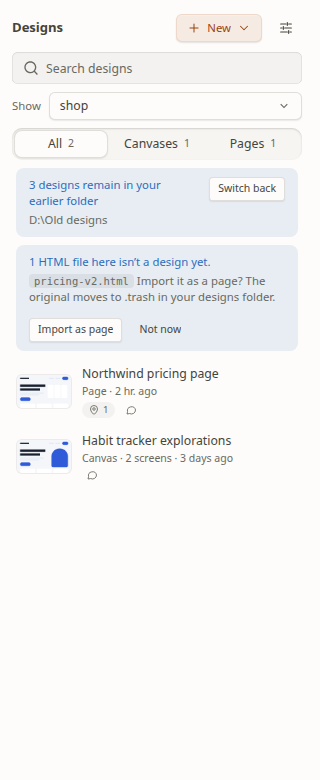 Designs
New
Search designs
Show
shop
All 2
Canvases 1
Pages 1
3 designs remain in your
earlier folder
D:\Old designs
Switch back
1 HTML file here isn't a design yet.
pricing-v2.html Import it as a page? The
original moves to .trash in your designs folder.
Import as page
Not now
Northwind pricing page
Page · 2 hr. ago
1
Habit tracker explorations
Canvas · 2 screens · 3 days ago